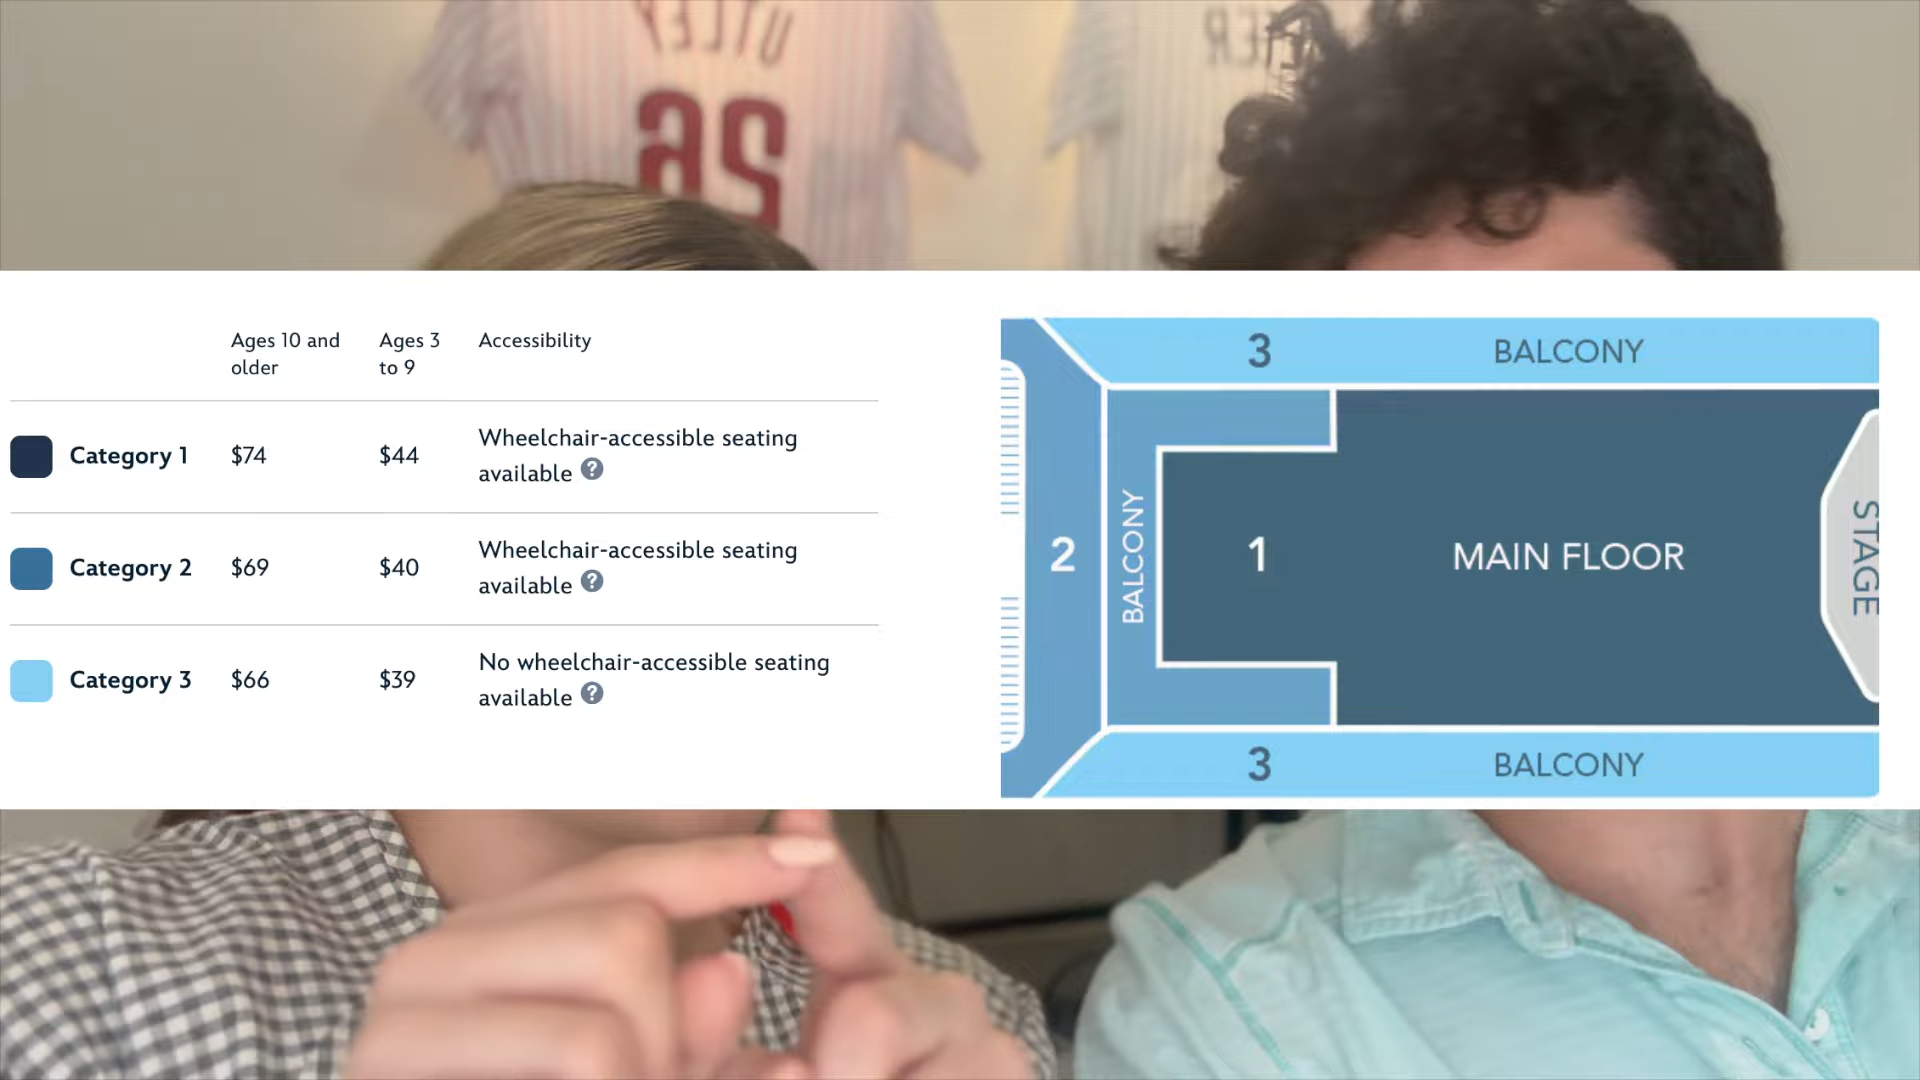 UTLEY
26
Ages 10 and older
Ages 3 to 9
Accessibility
Category 1
$74
$44
Wheelchair-accessible seating
available ?
Category 2
$69
$40
Wheelchair-accessible seating
available ?
Category 3
$66
$39
No wheelchair-accessible seating
available ?
3
BALCONY
2
BALCONY
1
MAIN FLOOR
STAGE
3
BALCONY